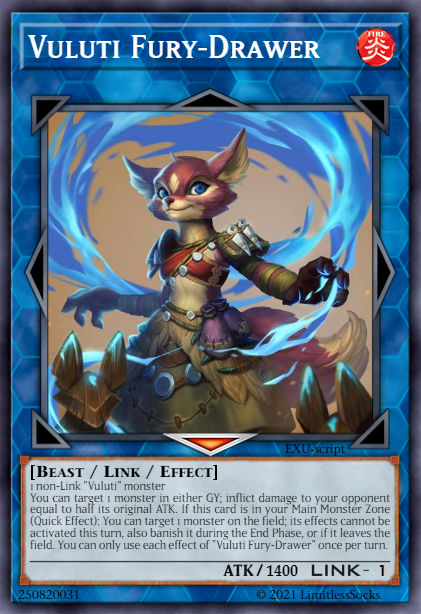 VULUTI FURY-DRAWER
FIRE
炎
EXU-script
[BEAST / LINK / EFFECT]
1 non-Link "Vuluti" monster
You can target 1 monster in either GY; inflict damage to your opponent
equal to half its original ATK. If this card is in your Main Monster Zone
(Quick Effect): You can target 1 monster on the field; its effects cannot be
activated this turn, also banish it during the End Phase, or if it leaves the
field. You can only use each effect of "Vuluti Fury-Drawer" once per turn.
ATK/1400 LINK- 1
250820031 © 2021 LimitlessSocks